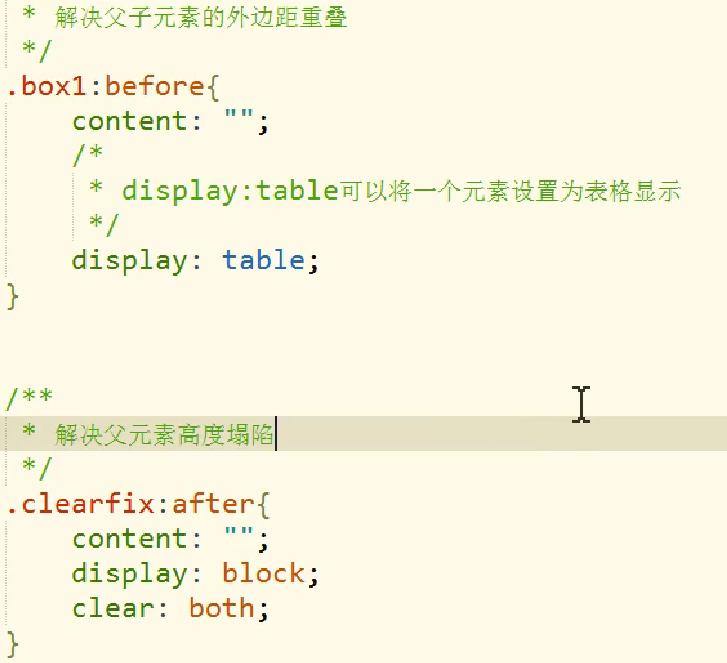 * 解决父子元素的外边距重叠
*/
.box1:before{
content: "";
/*
* display:table可以将一个元素设置为表格显示
*/
display: table;
}
/**
* 解决父元素高度塌陷
*/
.clearfix:after{
content: "";
display: block;
clear: both;
}